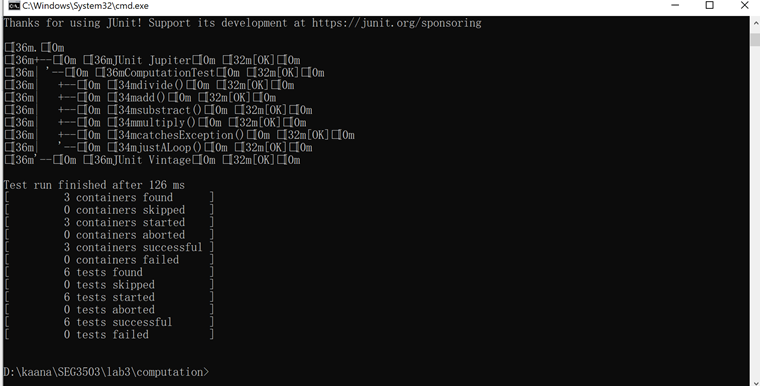 C:\Windows\System32\cmd.exe
Thanks for using JUnit! Support its development at https://junit.org/sponsoring
□[36m.□[0m
□[36m+--□[0m □[36mJUnit Jupiter□[0m □[32m[OK]□[0m
□[36m| '--□[0m □[36mComputationTest□[0m □[32m[OK]□[0m
□[36m|   +--□[0m □[34mdivide()□[0m □[32m[OK]□[0m
□[36m|   +--□[0m □[34madd()□[0m □[32m[OK]□[0m
□[36m|   +--□[0m □[34msubstract()□[0m □[32m[OK]□[0m
□[36m|   +--□[0m □[34mmultiply()□[0m □[32m[OK]□[0m
□[36m|   +--□[0m □[34mcatchesException()□[0m □[32m[OK]□[0m
□[36m|   '--□[0m □[34mjustALoop()□[0m □[32m[OK]□[0m
□[36m'--□[0m □[36mJUnit Vintage□[0m □[32m[OK]□[0m
Test run finished after 126 ms
[         3 containers found      ]
[         0 containers skipped    ]
[         3 containers started    ]
[         0 containers aborted    ]
[         3 containers successful ]
[         0 containers failed     ]
[         6 tests found           ]
[         0 tests skipped         ]
[         6 tests started         ]
[         0 tests aborted         ]
[         6 tests successful      ]
[         0 tests failed          ]
D:\kaana\SEG3503\lab3\computation>